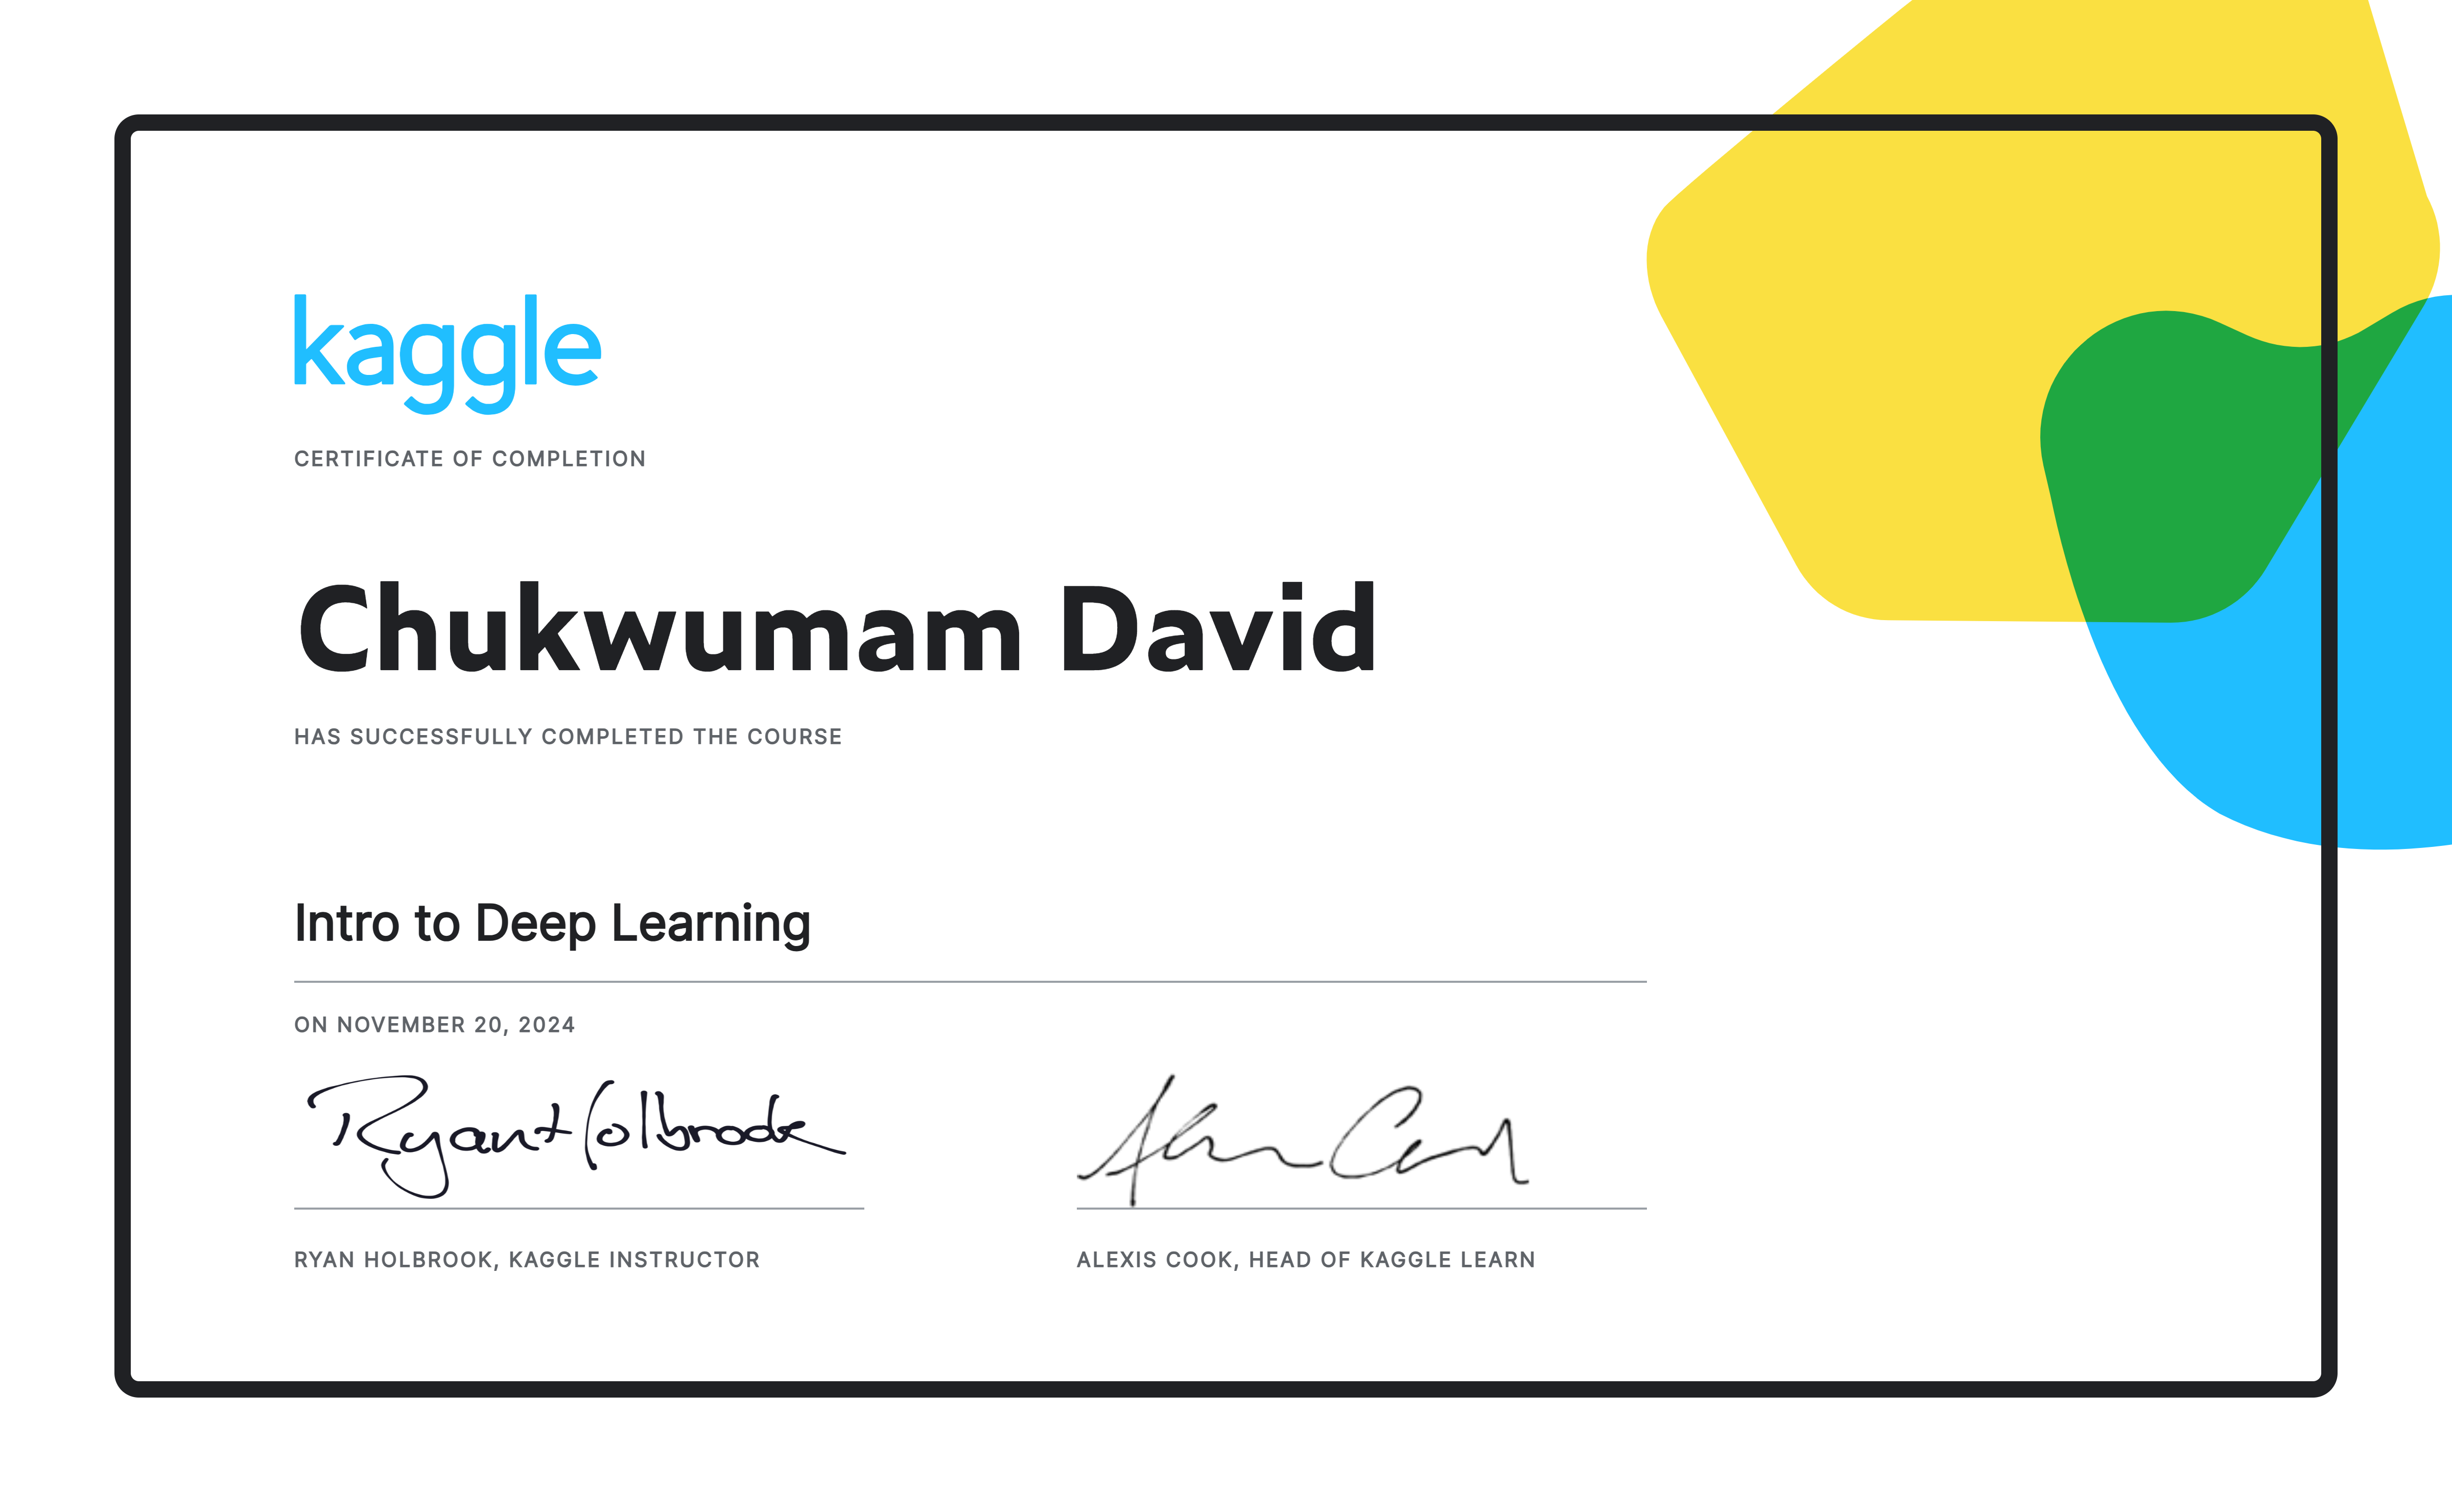 kaggle
CERTIFICATE OF COMPLETION
Chukwumam David
HAS SUCCESSFULLY COMPLETED THE COURSE
Intro to Deep Learning
ON NOVEMBER 20, 2024
Ryan Holbrook
RYAN HOLBROOK, KAGGLE INSTRUCTOR
ALEXIS COOK, HEAD OF KAGGLE LEARN